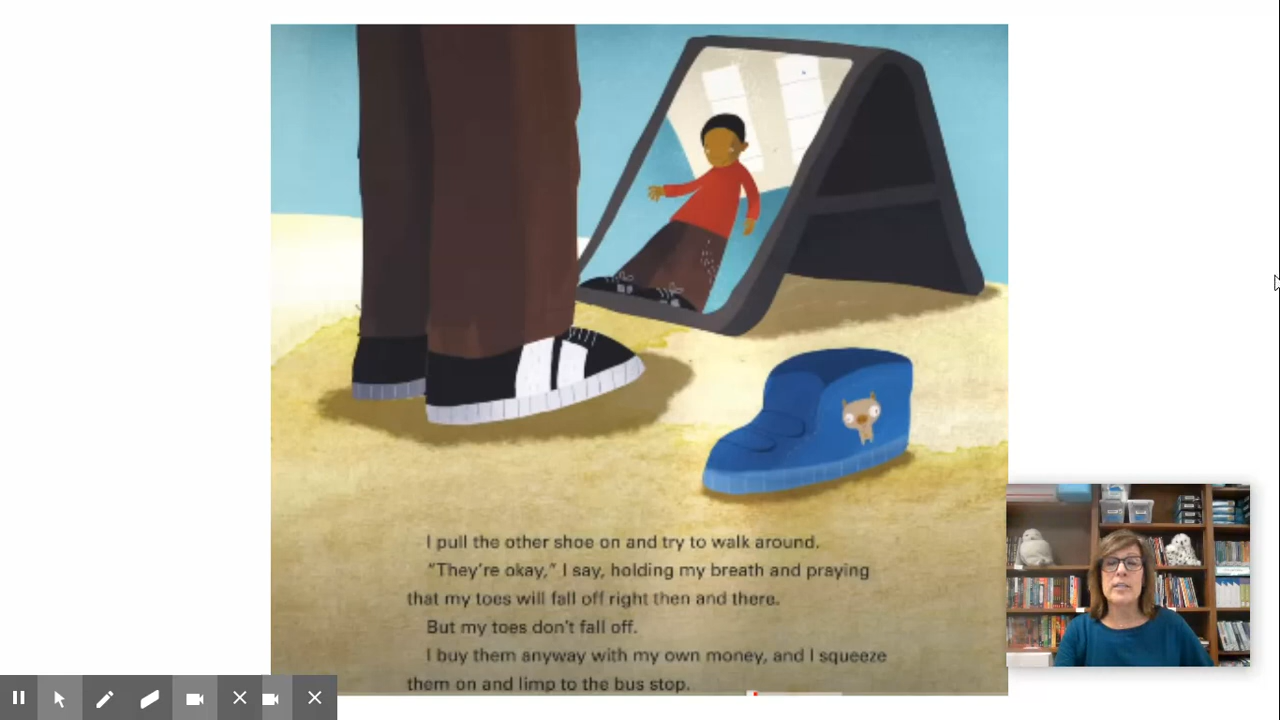 I pull the other shoe on and try to walk around.
"They're okay," I say, holding my breath and praying
that my toes will fall off right then and there.
But my toes don't fall off.
I buy them anyway with my own money, and I squeeze
them on and limp to the bus stop.